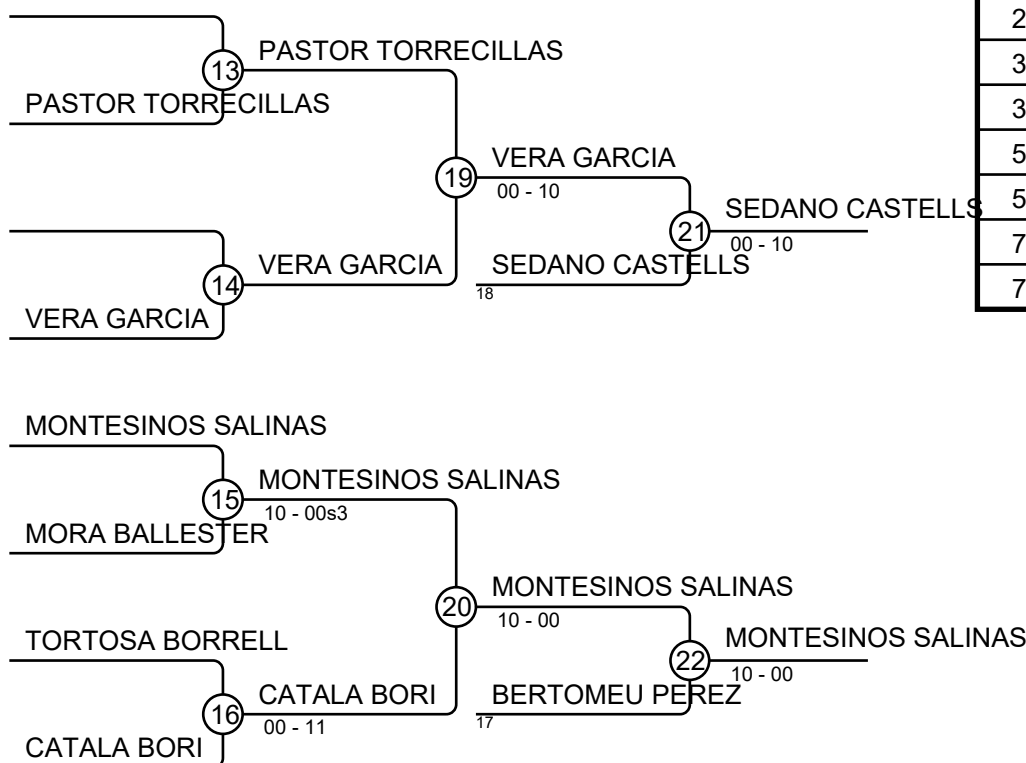 2
PASTOR TORRECILLAS
13
3
PASTOR TORRECILLAS
3
5
VERA GARCIA
19
00 - 10
5
SEDANO CASTELLS
21
00 - 10
7
VERA GARCIA
SEDANO CASTELLS
14
18
7
VERA GARCIA
MONTESINOS SALINAS
MONTESINOS SALINAS
15
10 - 00s3
MORA BALLESTER
MONTESINOS SALINAS
20
10 - 00
TORTOSA BORRELL
MONTESINOS SALINAS
22
10 - 00
CATALA BORI
BERTOMEU PEREZ
16
17
00 - 11
CATALA BORI